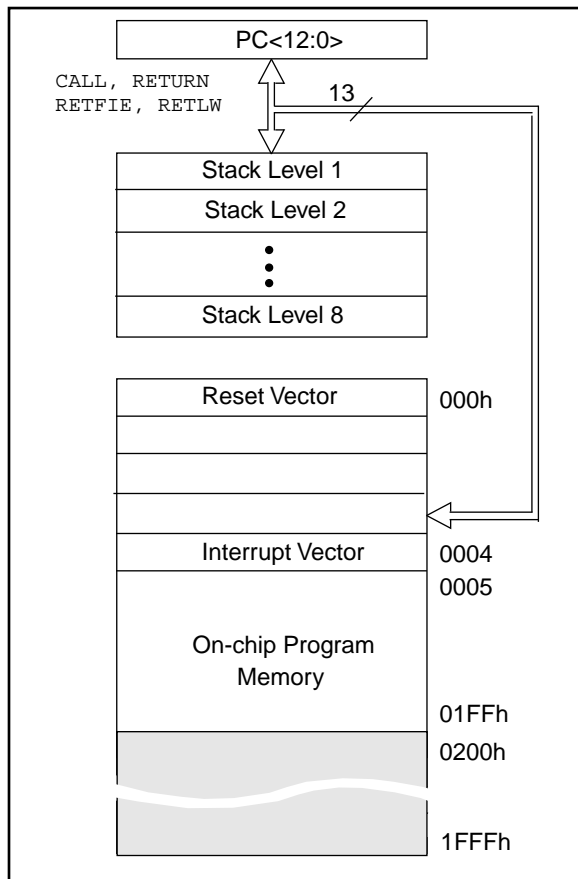 PC<12:0>
CALL, RETURN
RETFIE, RETLW
13
Stack Level 1
Stack Level 2
Stack Level 8
Reset Vector
000h
Interrupt Vector
0004
0005
On-chip Program
Memory
01FFh
0200h
1FFFh